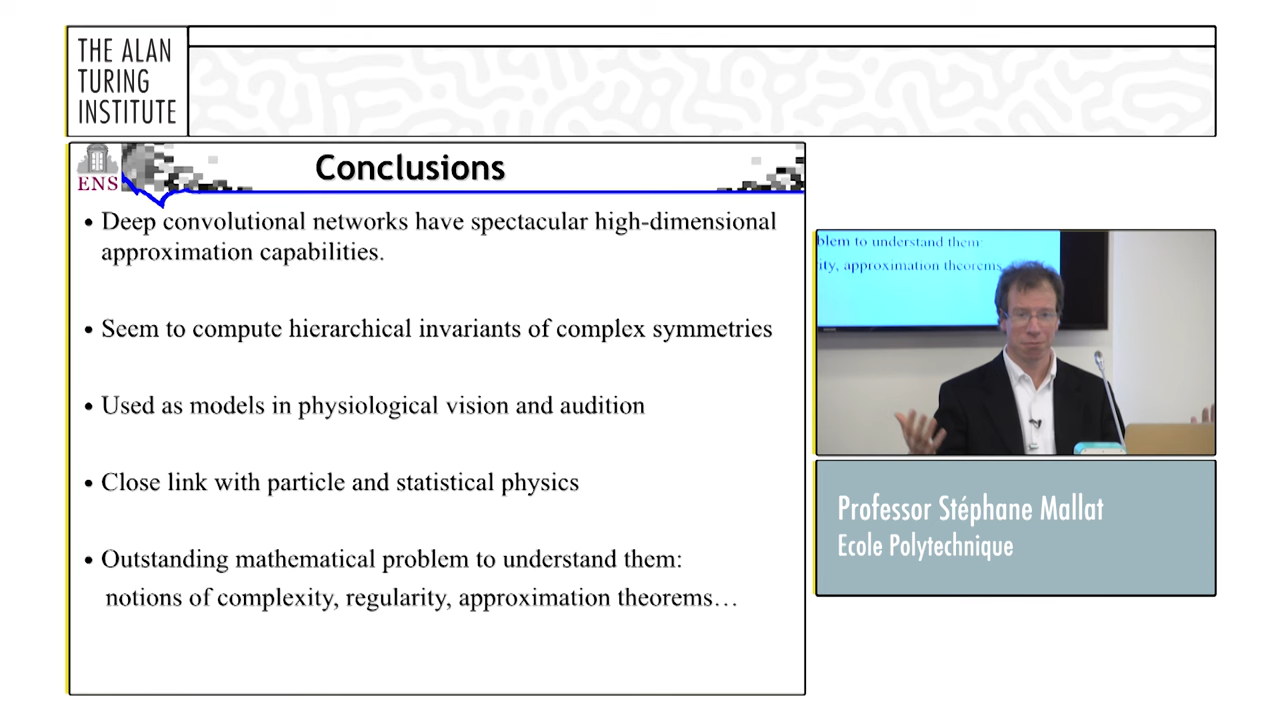 THE ALAN
TURING
INSTITUTE
ENS
Conclusions
• Deep convolutional networks have spectacular high-dimensional
approximation capabilities.
• Seem to compute hierarchical invariants of complex symmetries
• Used as models in physiological vision and audition
• Close link with particle and statistical physics
• Outstanding mathematical problem to understand them:
notions of complexity, regularity, approximation theorems…
blem to understand them:
ity, approximation theorems
Professor Stéphane Mallat
Ecole Polytechnique